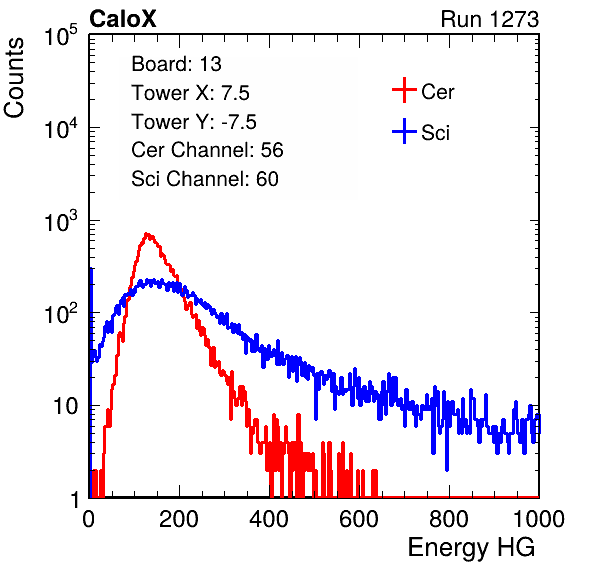 CaloX
Run 1273
Counts
10^5
10^4
10^3
10^2
10
1
Board: 13
Tower X: 7.5
Tower Y: -7.5
Cer Channel: 56
Sci Channel: 60
Cer
Sci
0 200 400 600 800 1000
Energy HG